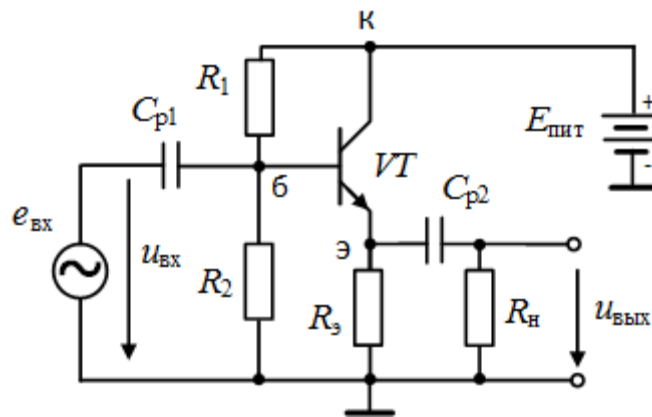 к
R1
Cр1
Eпит
+
-
б
VT
Cр2
eвх
uвх
э
R2
Rэ
Rн
uвых